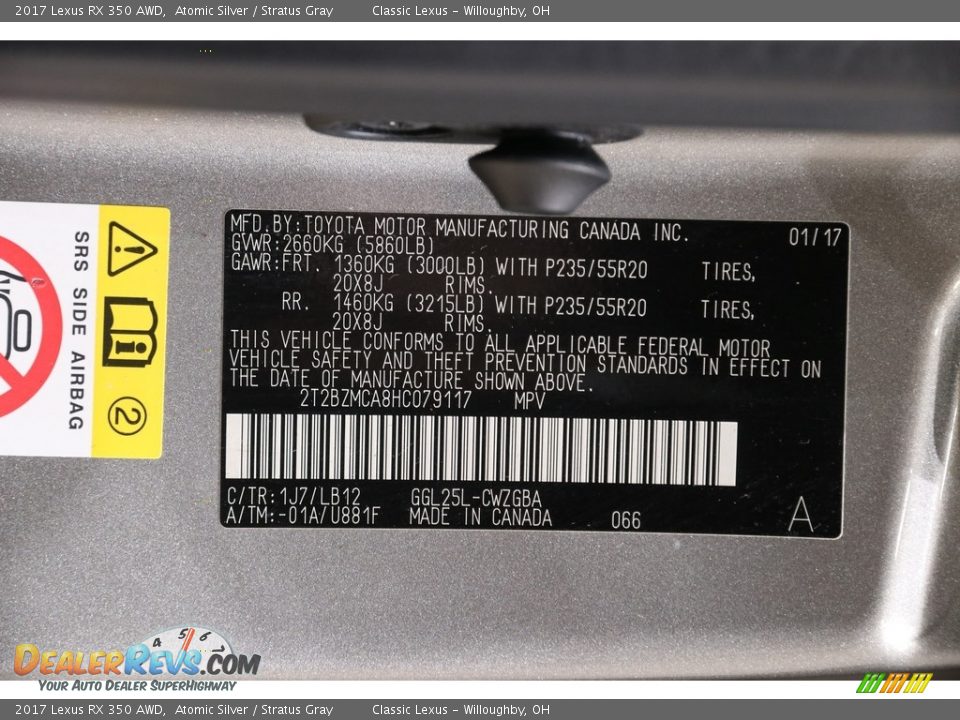 2017 Lexus RX 350 AWD, Atomic Silver / Stratus Gray Classic Lexus - Willoughby, OH
MFD.BY:TOYOTA MOTOR MANUFACTURING CANADA INC. 01/17
GVWR:2660KG (5860LB)
GAWR:FRT. 1360KG (3000LB) WITH P235/55R20 TIRES,
20X8J RIMS.
RR. 1460KG (3215LB) WITH P235/55R20 TIRES,
20X8J RIMS.
THIS VEHICLE CONFORMS TO ALL APPLICABLE FEDERAL MOTOR
VEHICLE SAFETY AND THEFT PREVENTION STANDARDS IN EFFECT ON
THE DATE OF MANUFACTURE SHOWN ABOVE.
2T2BZMCA8HC079117 MPV
C/TR:1J7/LB12 GGL25L-CWZGBA
A/TM:-01A/U881F MADE IN CANADA 066 A
SRS SIDE AIRBAG
2
4 5 6 7
DEALERREVS.COM
YOUR AUTO DEALER SUPERHIGHWAY
2017 Lexus RX 350 AWD, Atomic Silver / Stratus Gray Classic Lexus - Willoughby, OH